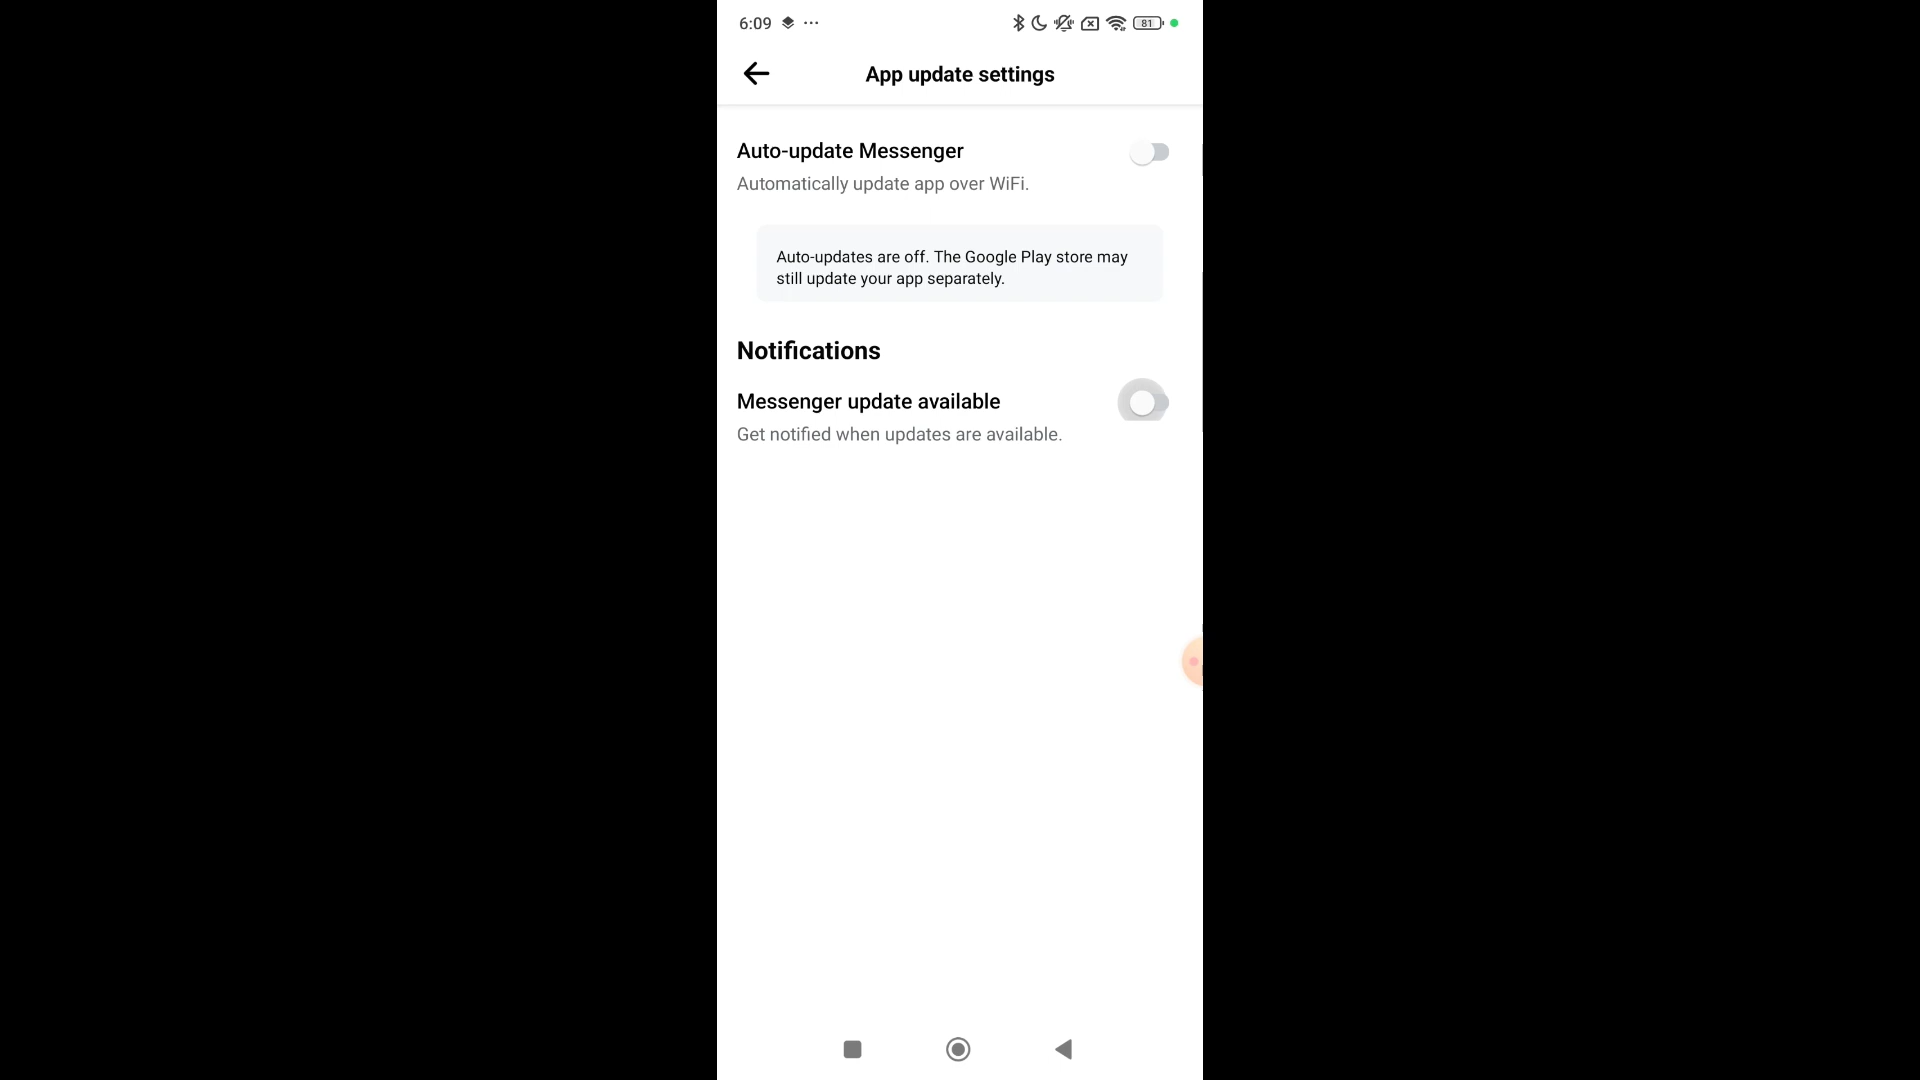 6:09
81
App update settings
Auto-update Messenger
Automatically update app over WiFi.
Auto-updates are off. The Google Play store may
still update your app separately.
Notifications
Messenger update available
Get notified when updates are available.